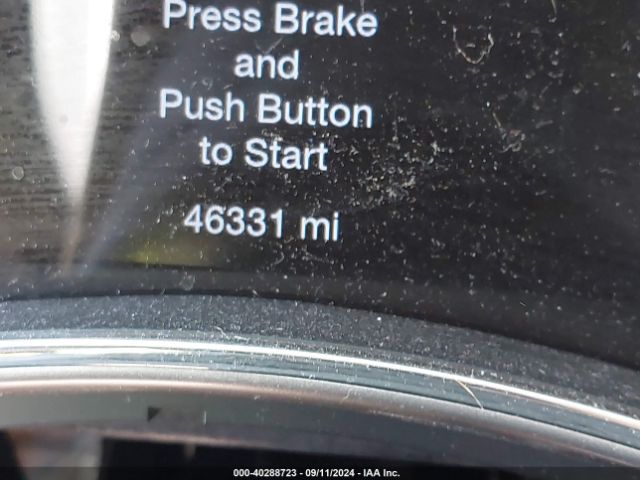 Press Brake
and
Push Button
to Start
46331 mi
000-40288723 - 09/11/2024 - IAA Inc.